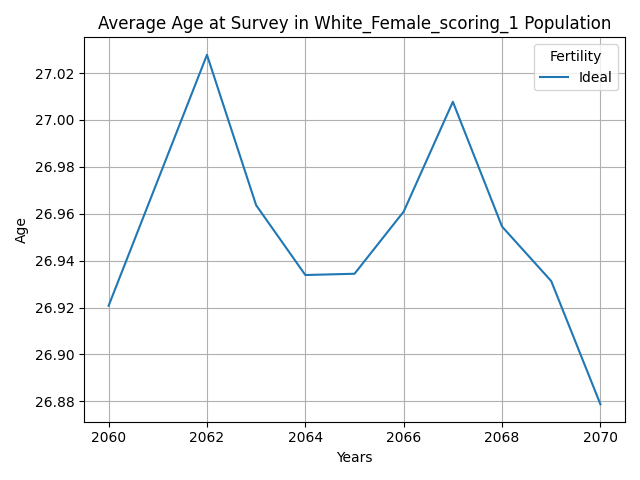 Average Age at Survey in White_Female_scoring_1 Population
Fertility
Ideal
27.02
27.00
26.98
26.96
26.94
26.92
26.90
26.88
Age
2060 2062 2064 2066 2068 2070
Years